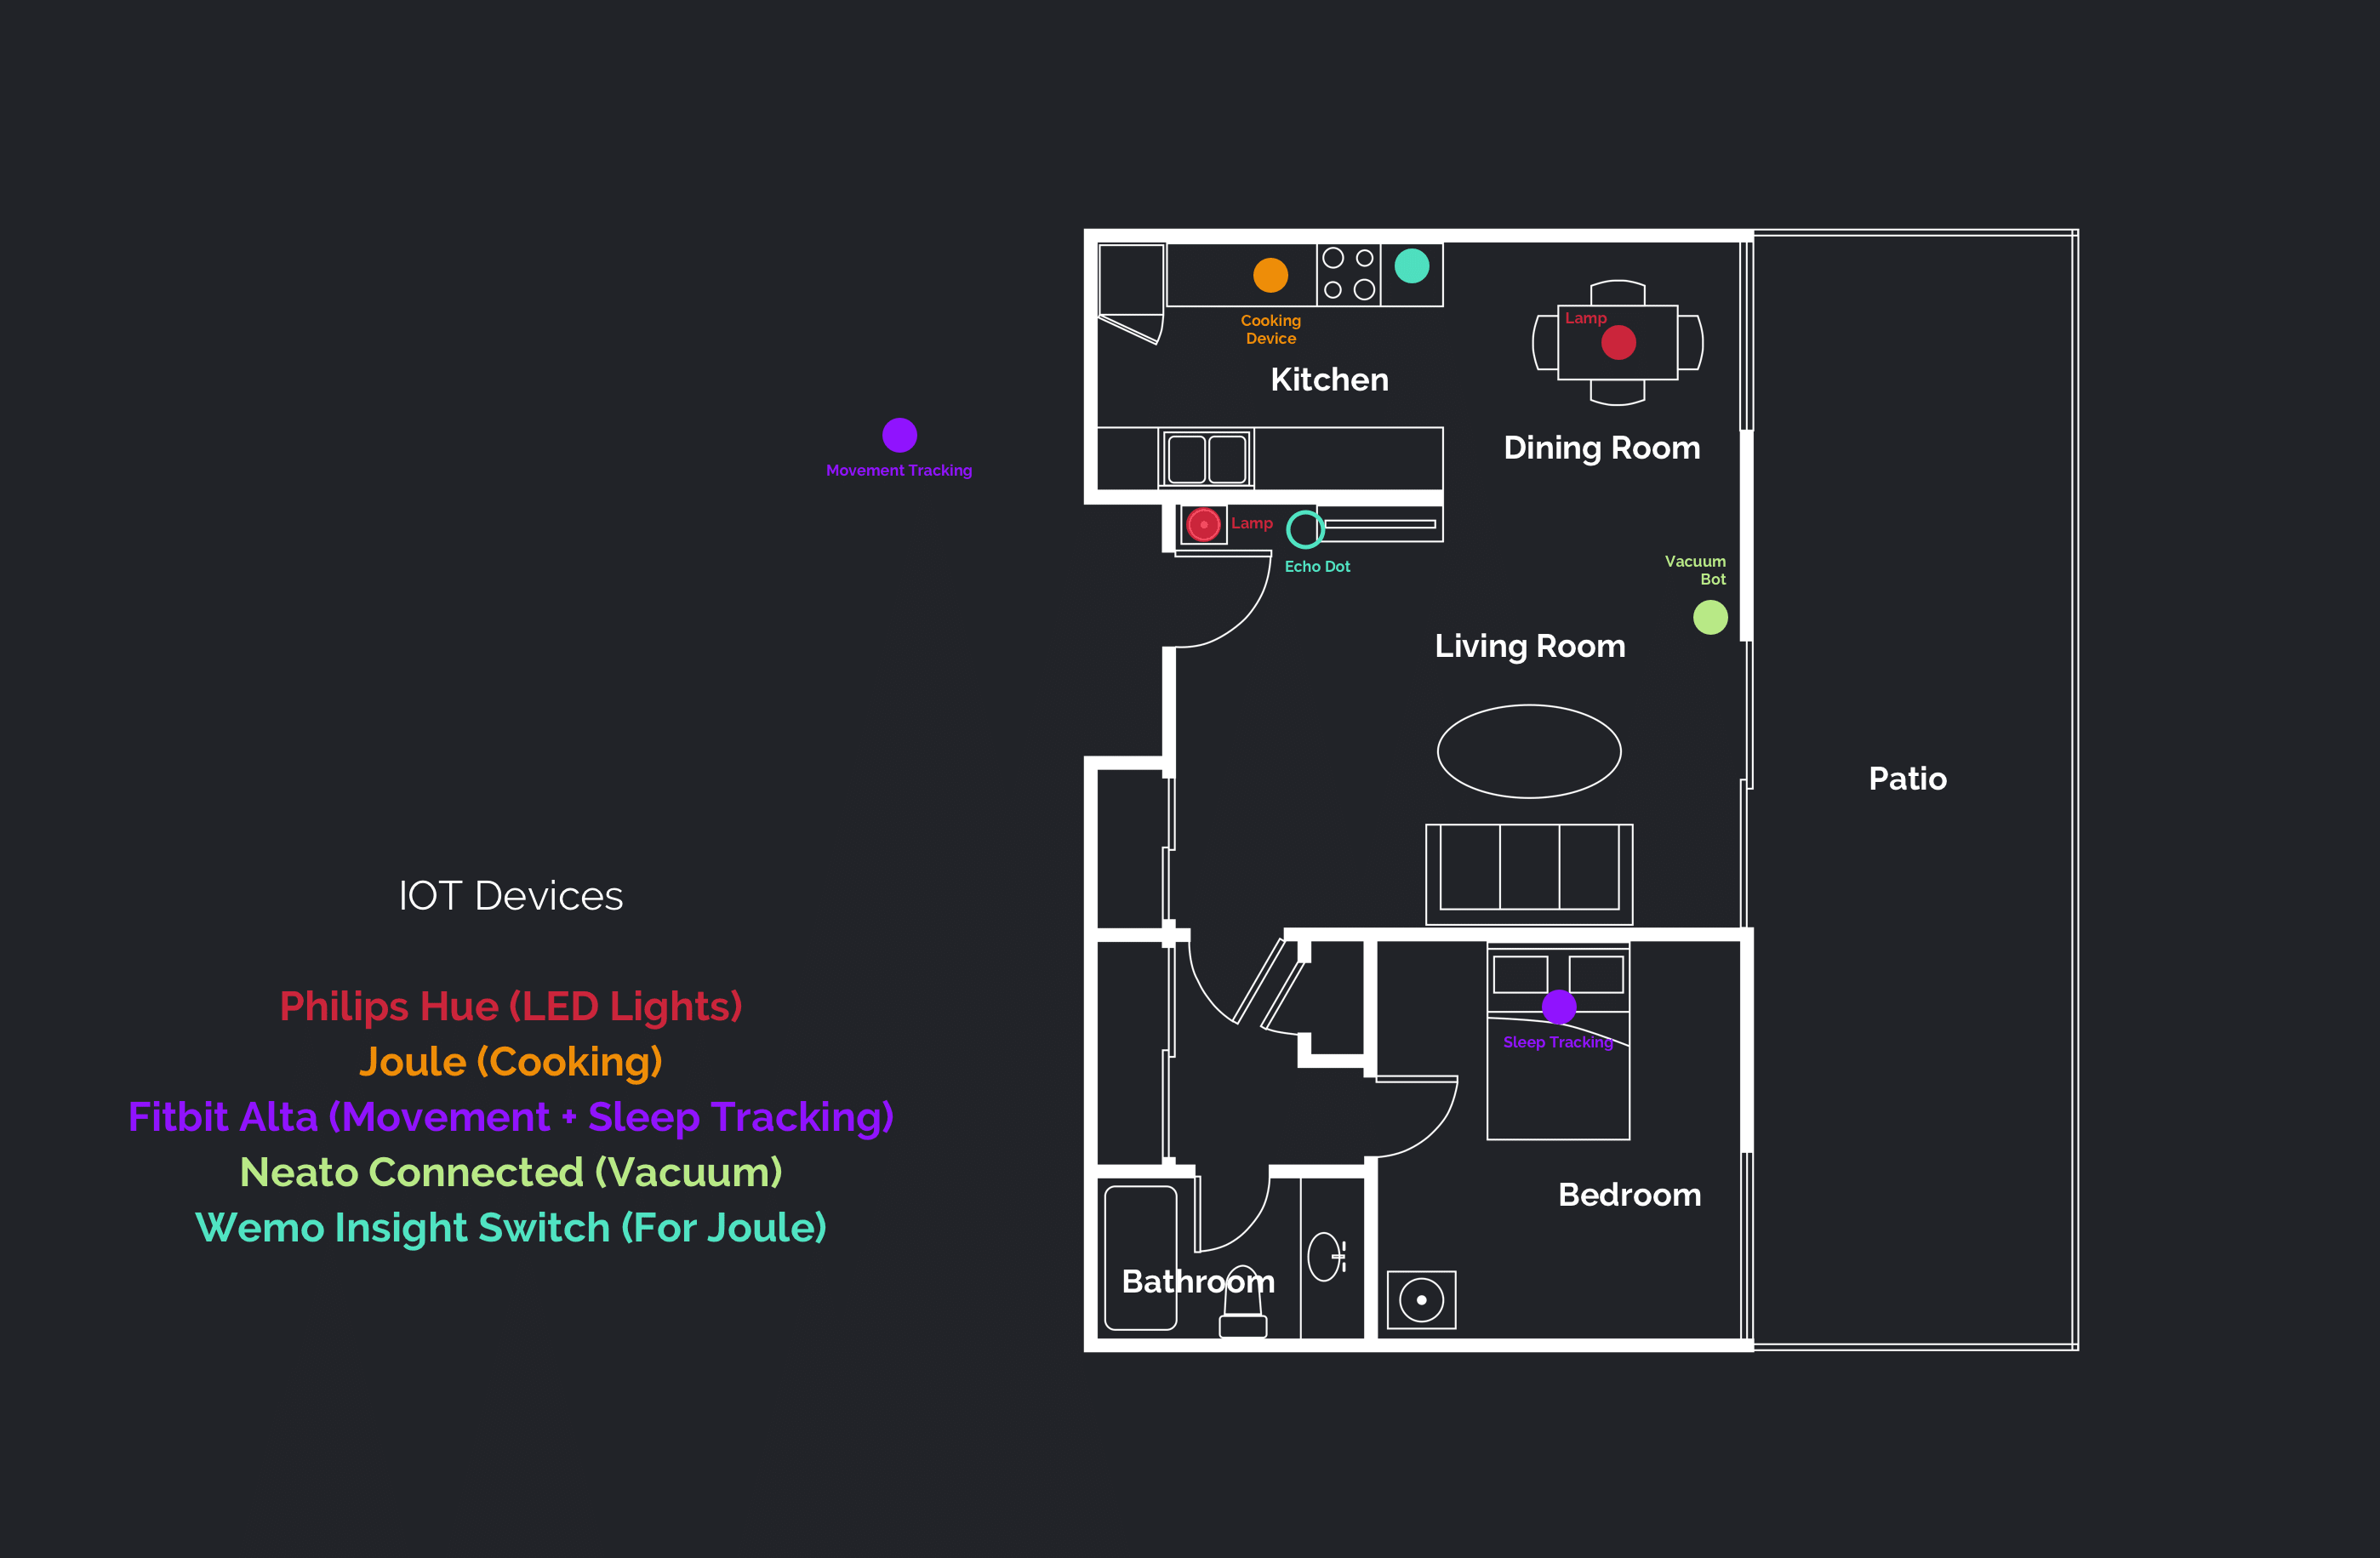 Cooking
Device
Lamp
Kitchen
Dining Room
Movement Tracking
Lamp
Echo Dot
Vacuum
Bot
Living Room
Patio
IOT Devices
Philips Hue (LED Lights)
Joule (Cooking)
Fitbit Alta (Movement + Sleep Tracking)
Neato Connected (Vacuum)
Wemo Insight Switch (For Joule)
Sleep Tracking
Bedroom
Bathroom